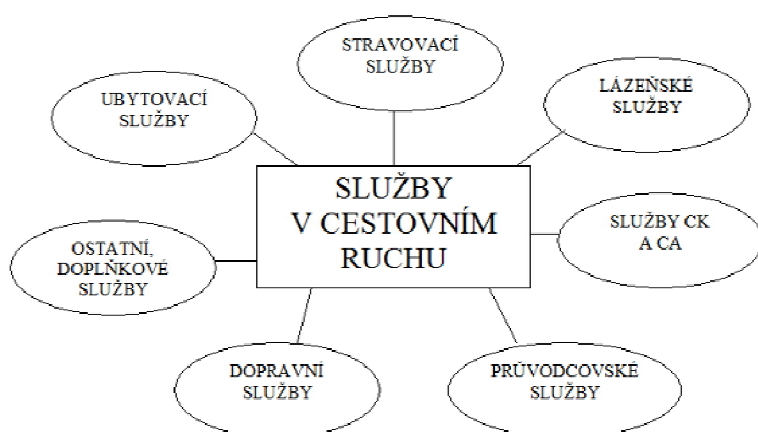 STRAVOVACÍ
SLUŽBY
UBYTOVACÍ
SLUŽBY
LÁZEŇSKÉ
SLUŽBY
SLUŽBY
V CESTOVNÍM
RUCHU
SLUŽBY CK
A CA
OSTATNÍ,
DOPLŇKOVÉ
SLUŽBY
DOPRAVNÍ
SLUŽBY
PRŮVODCOVSKÉ
SLUŽBY